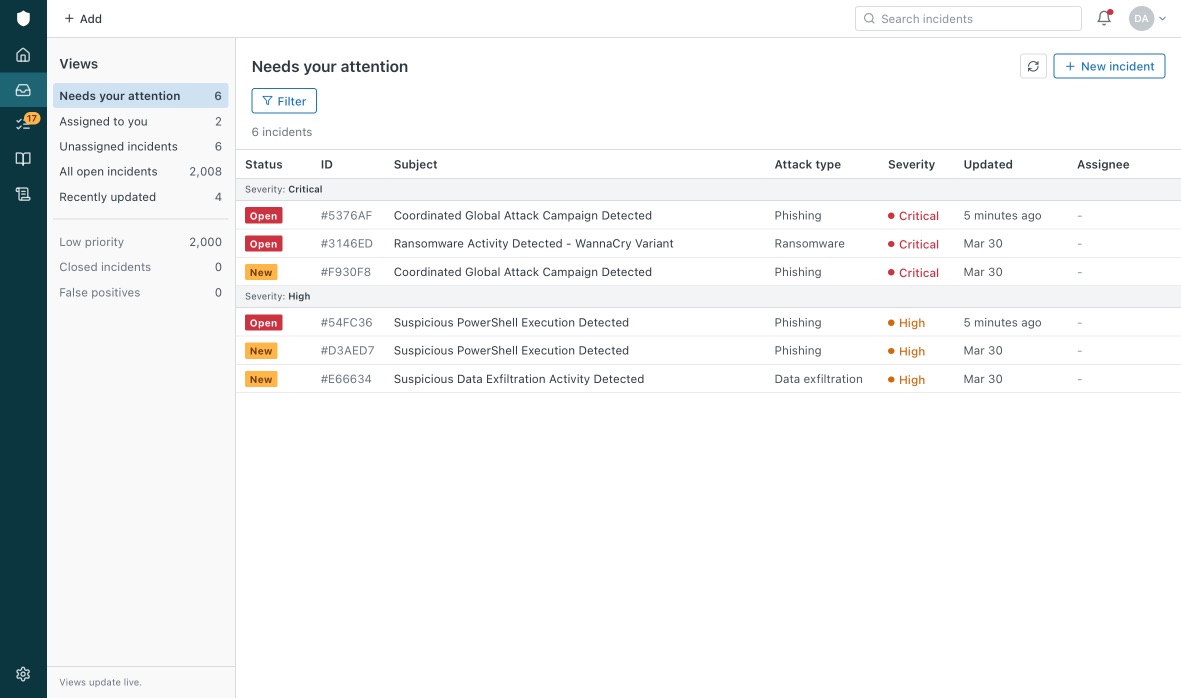 Add
Search incidents
DA
17
Views
Needs your attention 6
Assigned to you 2
Unassigned incidents 6
All open incidents 2,008
Recently updated 4
Low priority 2,000
Closed incidents 0
False positives 0
Views update live.
Needs your attention
New incident
Filter
6 incidents
Status ID Subject Attack type Severity Updated Assignee
Severity: Critical
Open #5376AF Coordinated Global Attack Campaign Detected Phishing Critical 5 minutes ago -
Open #3146ED Ransomware Activity Detected - WannaCry Variant Ransomware Critical Mar 30 -
New #F930F8 Coordinated Global Attack Campaign Detected Phishing Critical Mar 30 -
Severity: High
Open #54FC36 Suspicious PowerShell Execution Detected Phishing High 5 minutes ago -
New #D3AED7 Suspicious PowerShell Execution Detected Phishing High Mar 30 -
New #E66634 Suspicious Data Exfiltration Activity Detected Data exfiltration High Mar 30 -